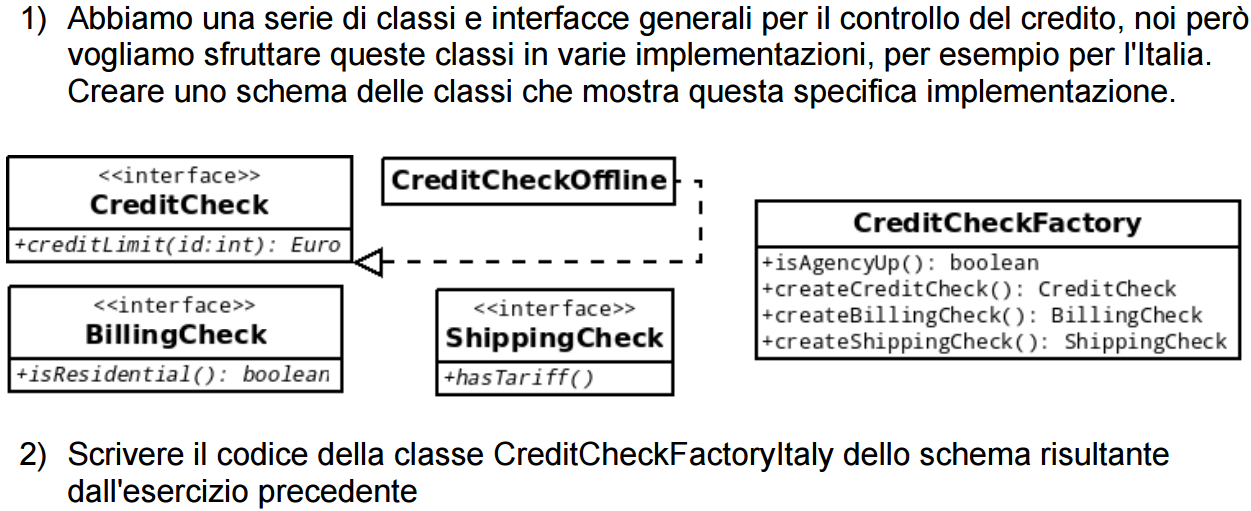 1) Abbiamo una serie di classi e interfacce generali per il controllo del credito, noi però
vogliamo sfruttare queste classi in varie implementazioni, per esempio per l'Italia.
Creare uno schema delle classi che mostra questa specifica implementazione.
<<interface>>
CreditCheck
+creditLimit(id:int): Euro
CreditCheckOffline
CreditCheckFactory
+isAgencyUp(): boolean
+createCreditCheck(): CreditCheck
+createBillingCheck(): BillingCheck
+createShippingCheck(): ShippingCheck
<<interface>>
BillingCheck
+isResidential(): boolean
<<interface>>
ShippingCheck
+hasTariff()
2) Scrivere il codice della classe CreditCheckFactoryItaly dello schema risultante
dall'esercizio precedente